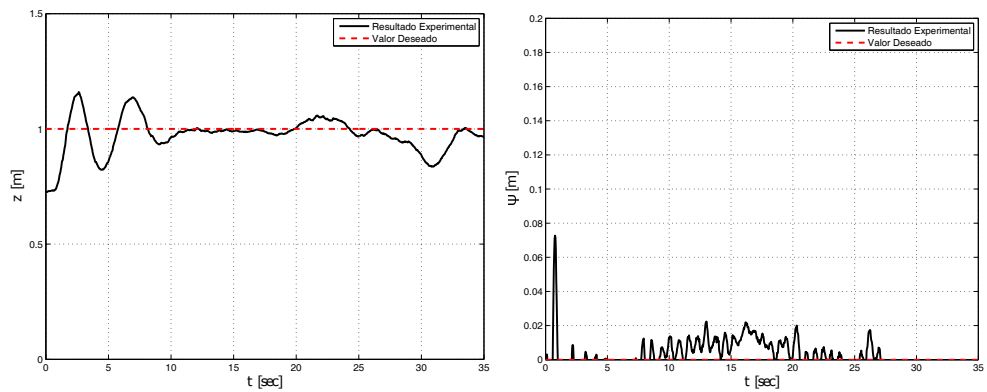 1.5
1
0.5
0
z [m]
0 5 10 15 20 25 30 35
t [sec]
Resultado Experimental
Valor Deseado
0.2
0.18
0.16
0.14
0.12
0.1
0.08
0.06
0.04
0.02
0
Ψ [m]
0 5 10 15 20 25 30 35
t [sec]
Resultado Experimental
Valor Deseado